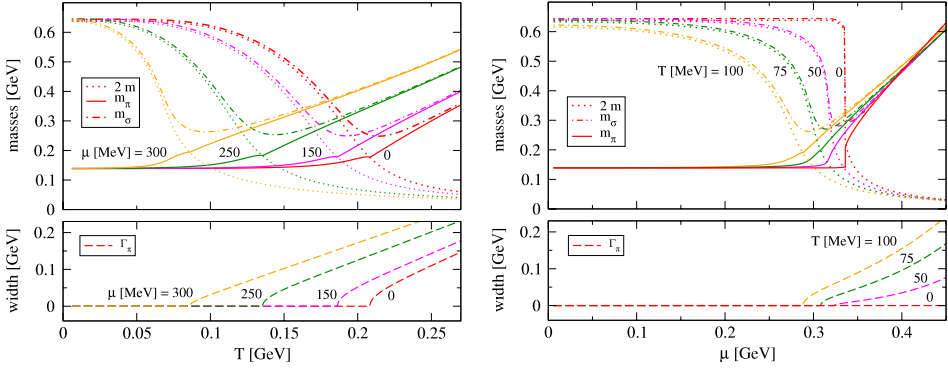 0.6
0.5
0.4
0.3
0.2
0.1
0
masses [GeV]
2 m
m_π
m_σ
μ [MeV] = 300
250
150
0
0.2
0.1
0
width [GeV]
Γ_π
μ [MeV] = 300
250
150
0
0
0.05
0.1
0.15
0.2
0.25
T [GeV]
0.6
0.5
0.4
0.3
0.2
0.1
0
masses [GeV]
T [MeV] = 100
75
50
0
2 m
m_σ
m_π
0.2
0.1
0
width [GeV]
Γ_π
T [MeV] = 100
75
50
0
0
0.1
0.2
0.3
0.4
μ [GeV]